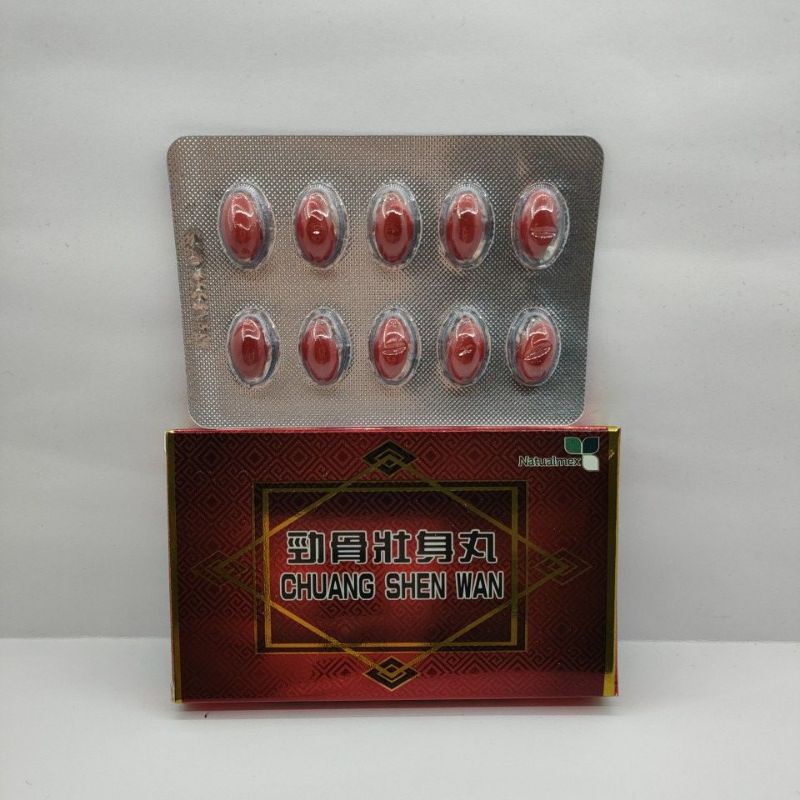 Natualmex
勁骨壯身丸
CHUANG SHEN WAN